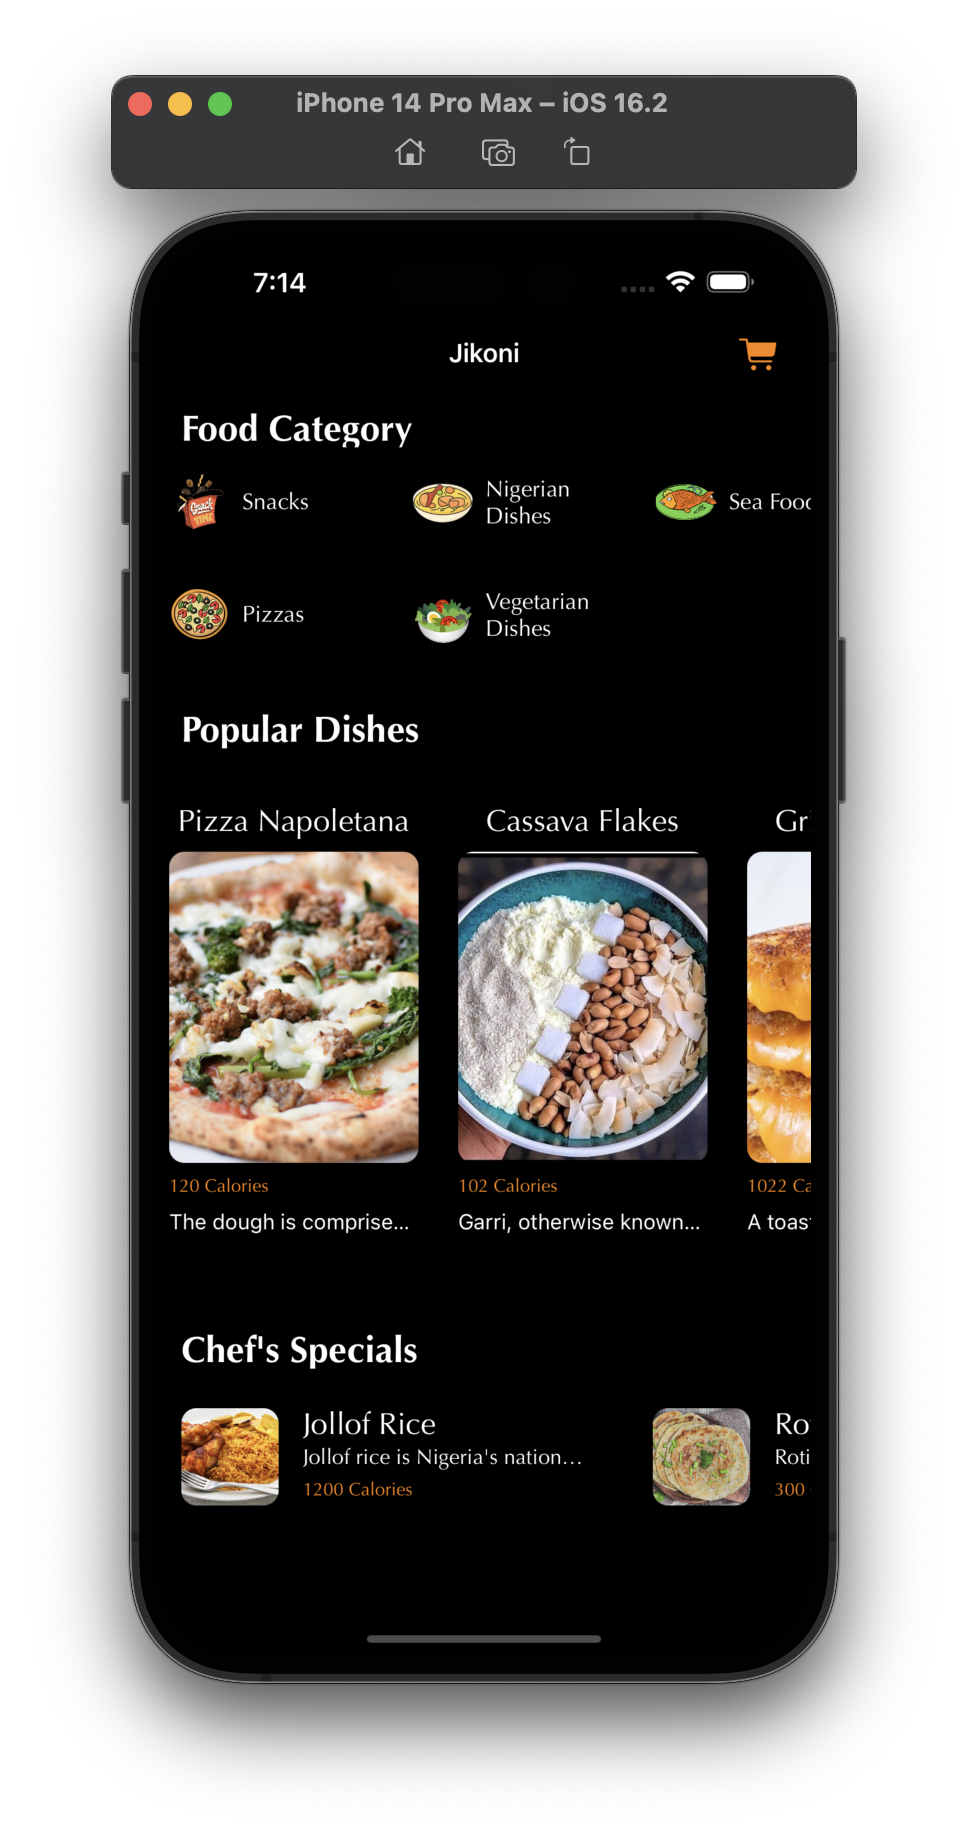 iPhone 14 Pro Max – iOS 16.2
7:14
Jikoni
Food Category
Snacks
Nigerian
Dishes
Sea Food
Pizzas
Vegetarian
Dishes
Popular Dishes
Pizza Napoletana
Cassava Flakes
Gri
120 Calories
102 Calories
1022 Ca
The dough is comprise...
Garri, otherwise known...
A toas
Chef's Specials
Jollof Rice
Jollof rice is Nigeria's nation...
1200 Calories
Ro
Roti
300